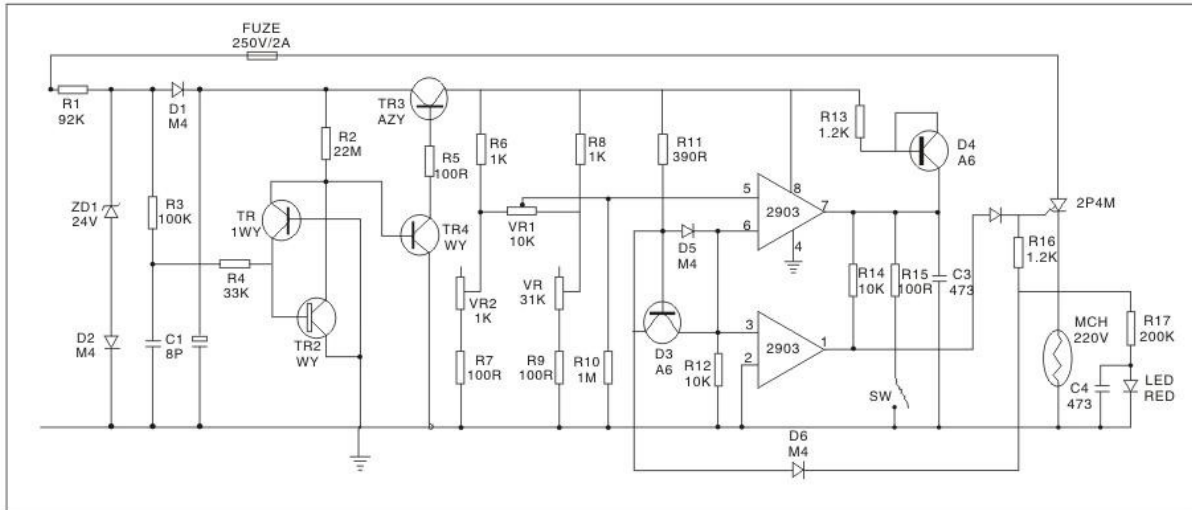 FUZE
250V/2A
R1
92K
D1
M4
TR3
AZY
R2
22M
R5
100R
R6
1K
R8
1K
R11
390R
R13
1.2K
D4
A6
ZD1
24V
R3
100K
TR
1WY
TR4
WY
VR1
10K
5
8
2903
7
6
4
D5
M4
2P4M
R16
1.2K
R4
33K
VR2
1K
VR
31K
R14
10K
R15
100R
C3
473
D2
M4
C1
8P
TR2
WY
D3
A6
3
2903
1
2
MCH
220V
R17
200K
R7
100R
R9
100R
R10
1M
R12
10K
SW
C4
473
LED
RED
D6
M4